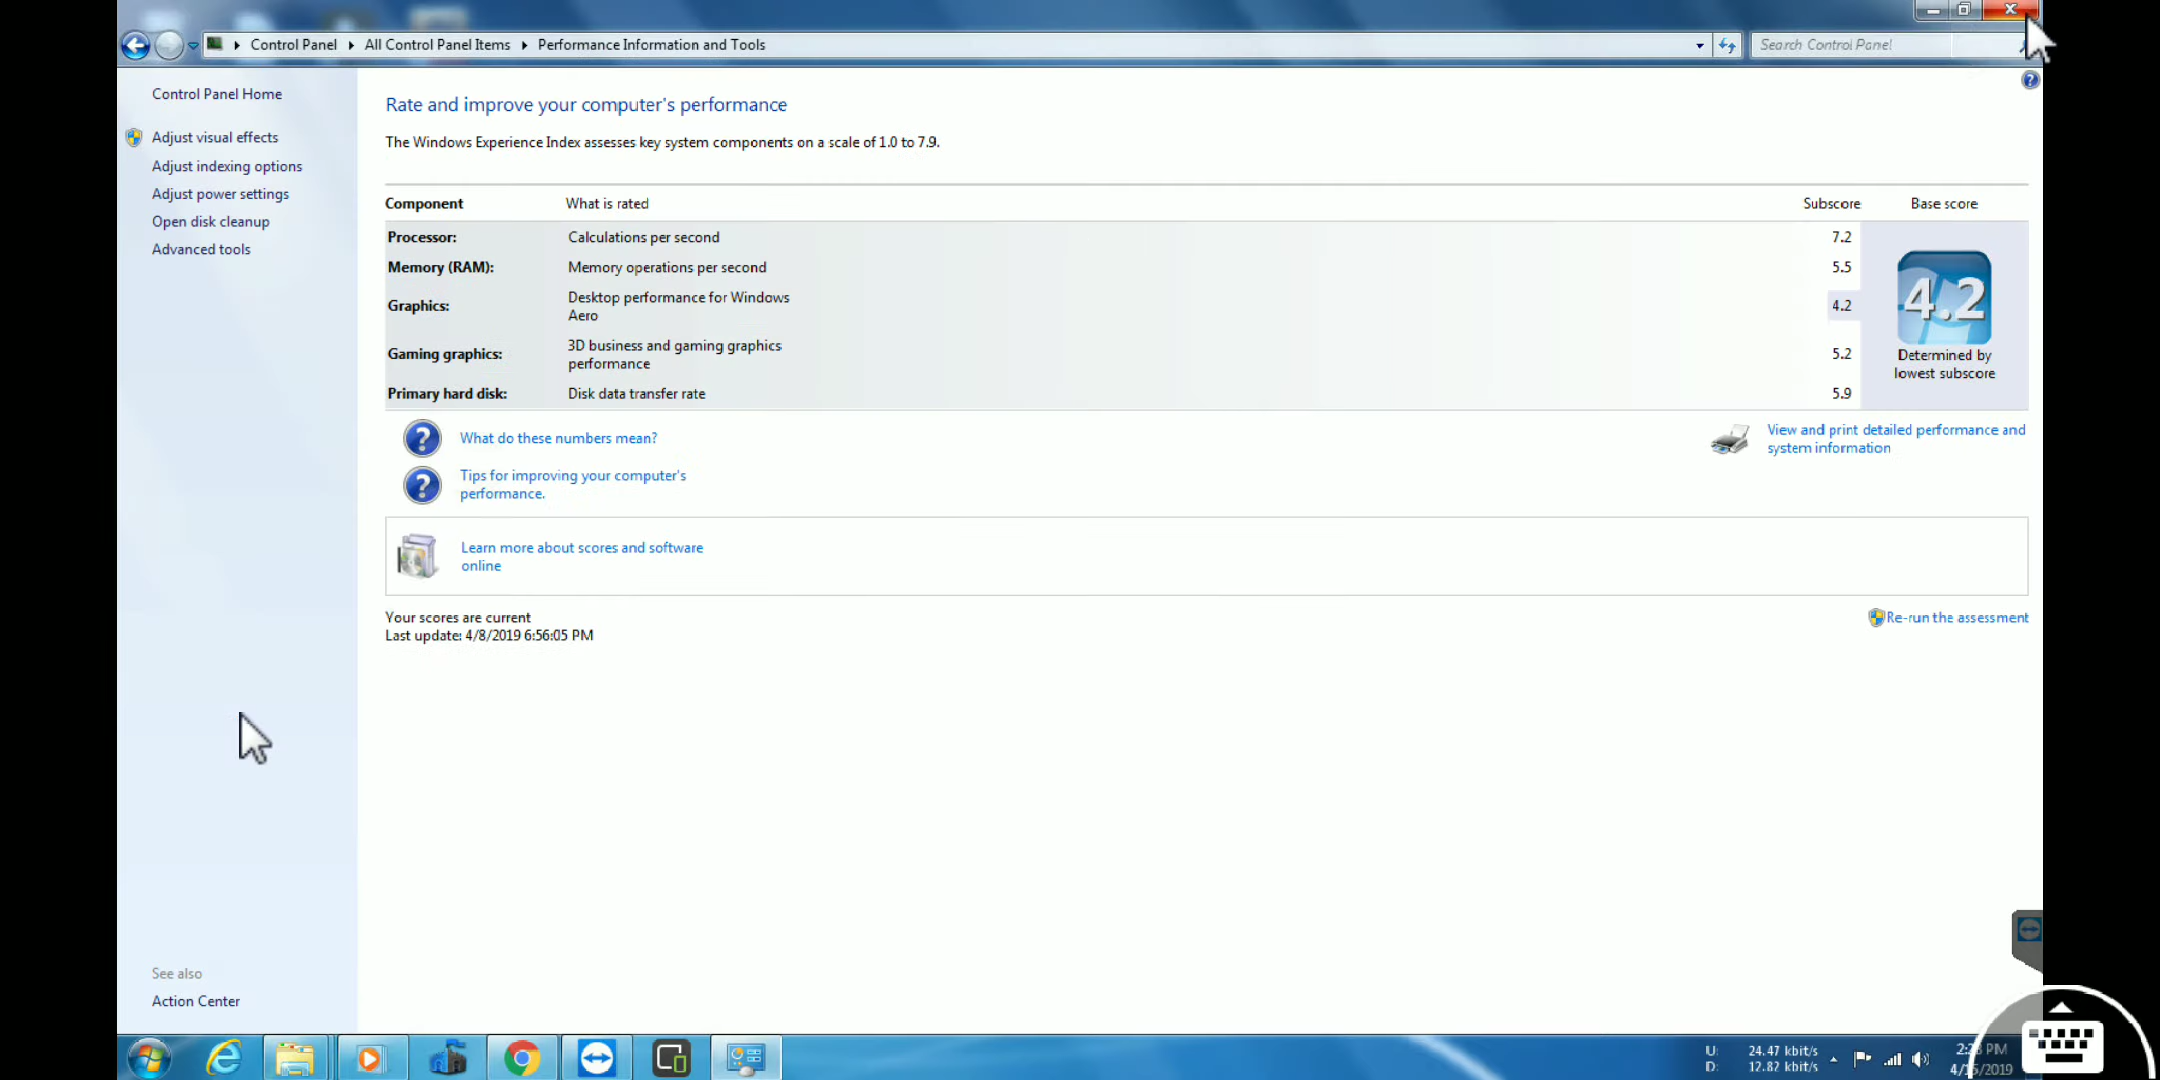 Control Panel
All Control Panel Items
Performance Information and Tools
Search Control Panel
Control Panel Home
Adjust visual effects
Adjust indexing options
Adjust power settings
Open disk cleanup
Advanced tools
See also
Action Center
Rate and improve your computer's performance
The Windows Experience Index assesses key system components on a scale of 1.0 to 7.9.
Component What is rated Subscore Base score
Processor: Calculations per second 7.2
Memory (RAM): Memory operations per second 5.5
Graphics: Desktop performance for Windows
Aero 4.2
Gaming graphics: 3D business and gaming graphics
performance 5.2
Primary hard disk: Disk data transfer rate 5.9
4.2
Determined by
lowest subscore
What do these numbers mean?
Tips for improving your computer's
performance.
View and print detailed performance and
system information
Learn more about scores and software
online
Your scores are current
Last update: 4/8/2019 6:56:05 PM
Re-run the assessment
U: 24.47 kbit/s
D: 12.82 kbit/s
PM